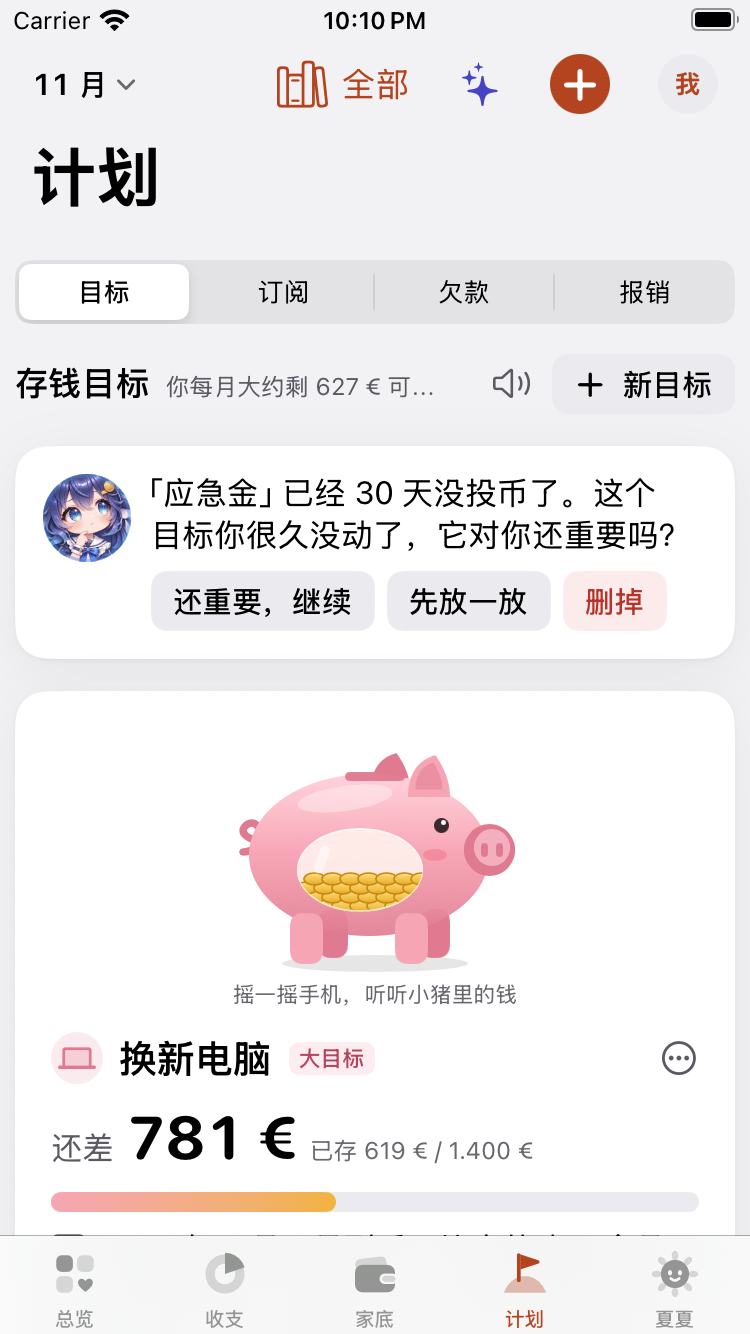 Carrier 10:10 PM
11 月 全部 我
计划
目标 订阅 欠款 报销
存钱目标 你每月大约剩 627 € 可... 新目标
「应急金」已经 30 天没投币了。这个
目标你很久没动了，它对你还重要吗?
还重要，继续 先放一放 删掉
摇一摇手机，听听小猪里的钱
换新电脑 大目标
还差 781 € 已存 619 € / 1.400 €
总览 收支 家底 计划 夏夏